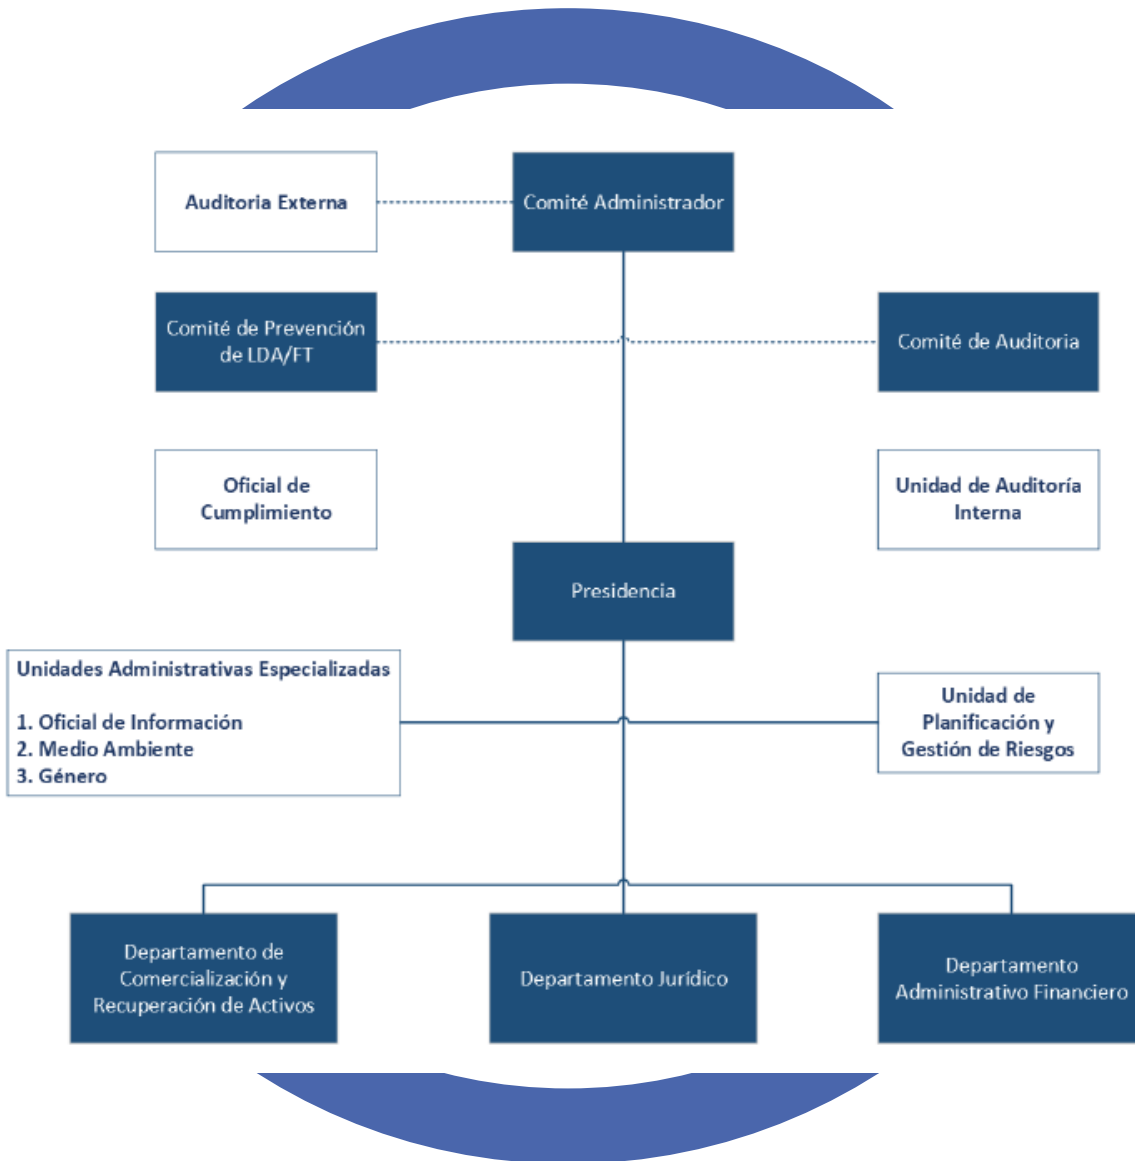 Auditoria Externa
Comité Administrador
Comité de Prevención
de LDA/FT
Comité de Auditoria
Oficial de
Cumplimiento
Unidad de Auditoría
Interna
Presidencia
Unidades Administrativas Especializadas
1. Oficial de Información
2. Medio Ambiente
3. Género
Unidad de
Planificación y
Gestión de Riesgos
Departamento de
Comercialización y
Recuperación de Activos
Departamento Jurídico
Departamento
Administrativo Financiero